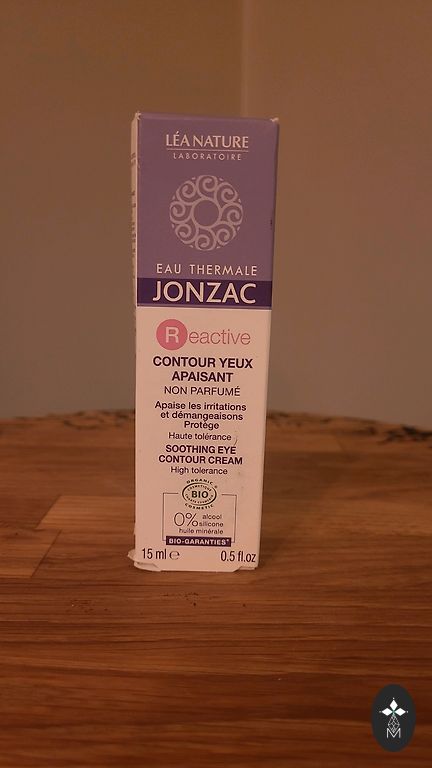 LÉA NATURE
LABORATOIRE
EAU THERMALE
JONZAC
Reactive
CONTOUR YEUX
APAISANT
NON PARFUMÉ
Apaise les irritations
et démangeaisons
Protège
Haute tolérance
SOOTHING EYE
CONTOUR CREAM
High tolerance
ORGANIC
BIO
COSMETIC
0% alcool
silicone
huile minérale
BIO-GARANTIES*
15 ml e 0.5 fl.oz
M